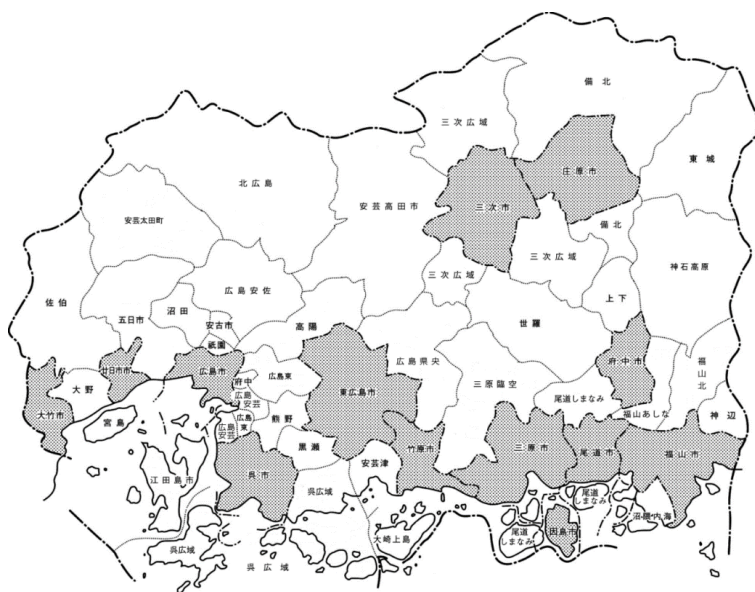 備北
三次広域
庄原市
東城
北広島
安芸高田市
三次市
安芸太田町
備北
三次広域
神石高原
三次広域
広島安佐
佐伯
五日市
沼田
上下
安古市
高陽
世羅
祇園
広島県央
府中市
廿日市市
広島市
広島東
福山北
大野
府中
東広島市
三原臨空
大竹市
広島安芸
尾道しまなみ
福山あしな
神辺
宮島
広島東
熊野
広島安芸
黒瀬
竹原市
三原市
尾道市
福山市
安芸津
江田島市
呉市
呉広域
尾道
しまなみ
沼隈内海
因島市
尾道
しまなみ
大崎上島
呉広域
呉広域